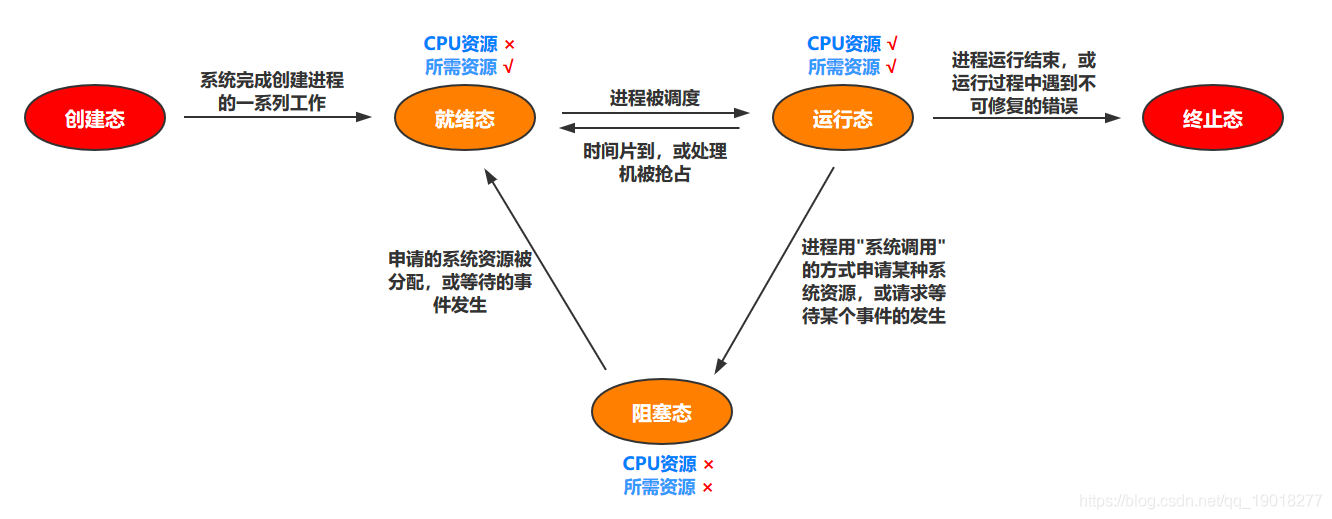 CPU资源 ×
所需资源 √
CPU资源 √
所需资源 √
系统完成创建进程
的一系列工作
进程被调度
进程运行结束，或
运行过程中遇到不
可修复的错误
创建态
就绪态
运行态
终止态
时间片到，或处理
机被抢占
申请的系统资源被
分配，或等待的事
件发生
进程用"系统调用"
的方式申请某种系
统资源，或请求等
待某个事件的发生
阻塞态
CPU资源 ×
所需资源 ×
https://blog.csdn.net/qq_19018277